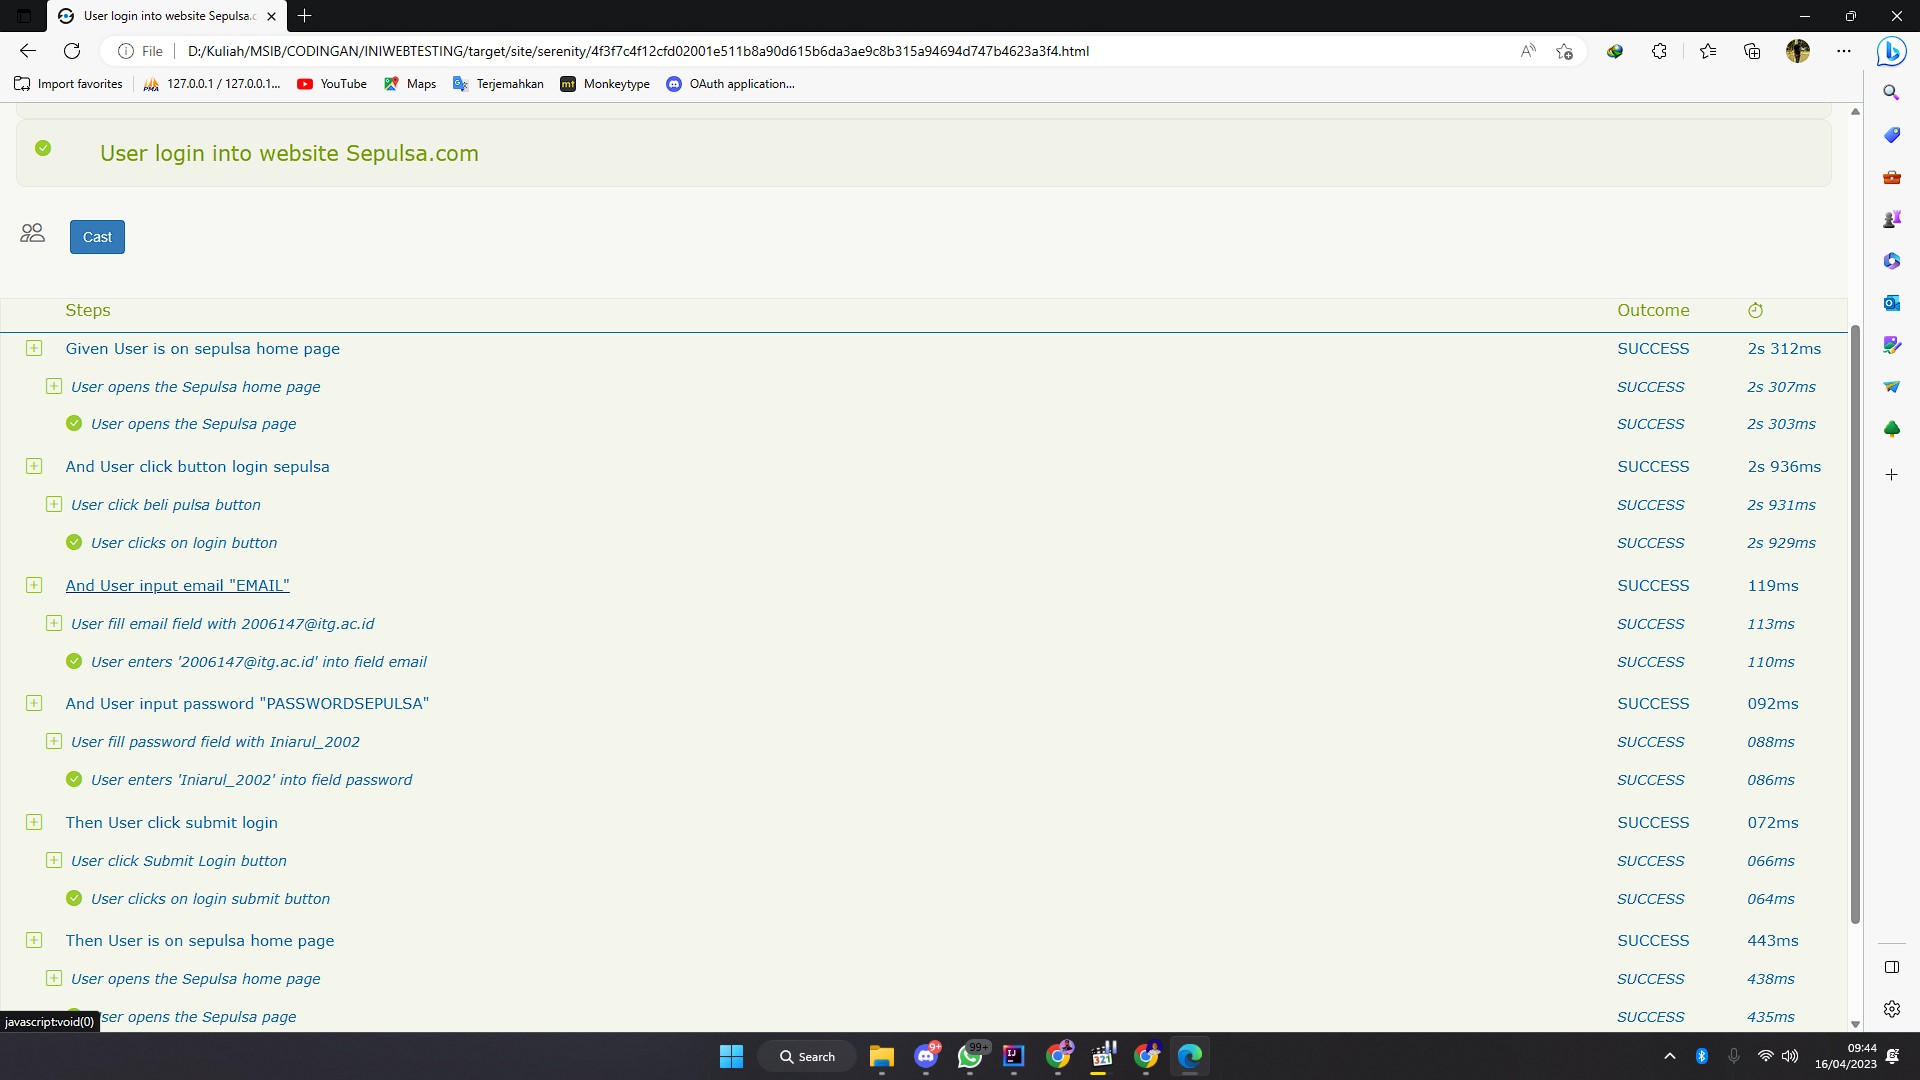 User login into website Sepulsa.c
File
D:/Kuliah/MSIB/CODINGAN/INIWEBTESTING/target/site/serenity/4f3f7c4f12cfd02001e511b8a90d615b6da3ae9c8b315a94694d747b4623a3f4.html
Import favorites
127.0.0.1 / 127.0.0.1...
YouTube
Maps
Terjemahkan
mt Monkeytype
OAuth application...
User login into website Sepulsa.com
Cast
Steps Outcome
Given User is on sepulsa home page SUCCESS 2s 312ms
User opens the Sepulsa home page SUCCESS 2s 307ms
User opens the Sepulsa page SUCCESS 2s 303ms
And User click button login sepulsa SUCCESS 2s 936ms
User click beli pulsa button SUCCESS 2s 931ms
User clicks on login button SUCCESS 2s 929ms
And User input email "EMAIL" SUCCESS 119ms
User fill email field with 2006147@itg.ac.id SUCCESS 113ms
User enters '2006147@itg.ac.id' into field email SUCCESS 110ms
And User input password "PASSWORDSEPULSA" SUCCESS 092ms
User fill password field with Iniarul_2002 SUCCESS 088ms
User enters 'Iniarul_2002' into field password SUCCESS 086ms
Then User click submit login SUCCESS 072ms
User click Submit Login button SUCCESS 066ms
User clicks on login submit button SUCCESS 064ms
Then User is on sepulsa home page SUCCESS 443ms
User opens the Sepulsa home page SUCCESS 438ms
ser opens the Sepulsa page SUCCESS 435ms
javascript:void(0)
Search
9+
99+
IJ
321
09:44
16/04/2023